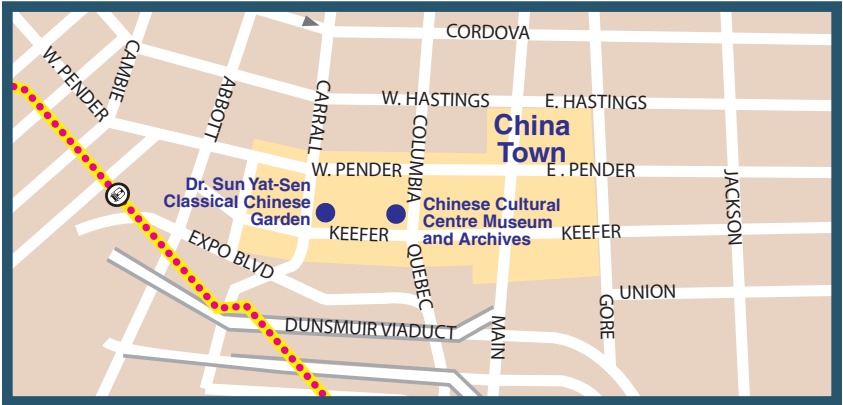 CORDOVA
W. PENDER
CAMBIE
ABBOTT
CARRALL
W. HASTINGS
E. HASTINGS
COLUMBIA
China
Town
W. PENDER
E . PENDER
JACKSON
Dr. Sun Yat-Sen
Classical Chinese
Garden
Chinese Cultural
Centre Museum
and Archives
KEEFER
KEEFER
EXPO BLVD
QUEBEC
UNION
GORE
MAIN
DUNSMUIR VIADUCT